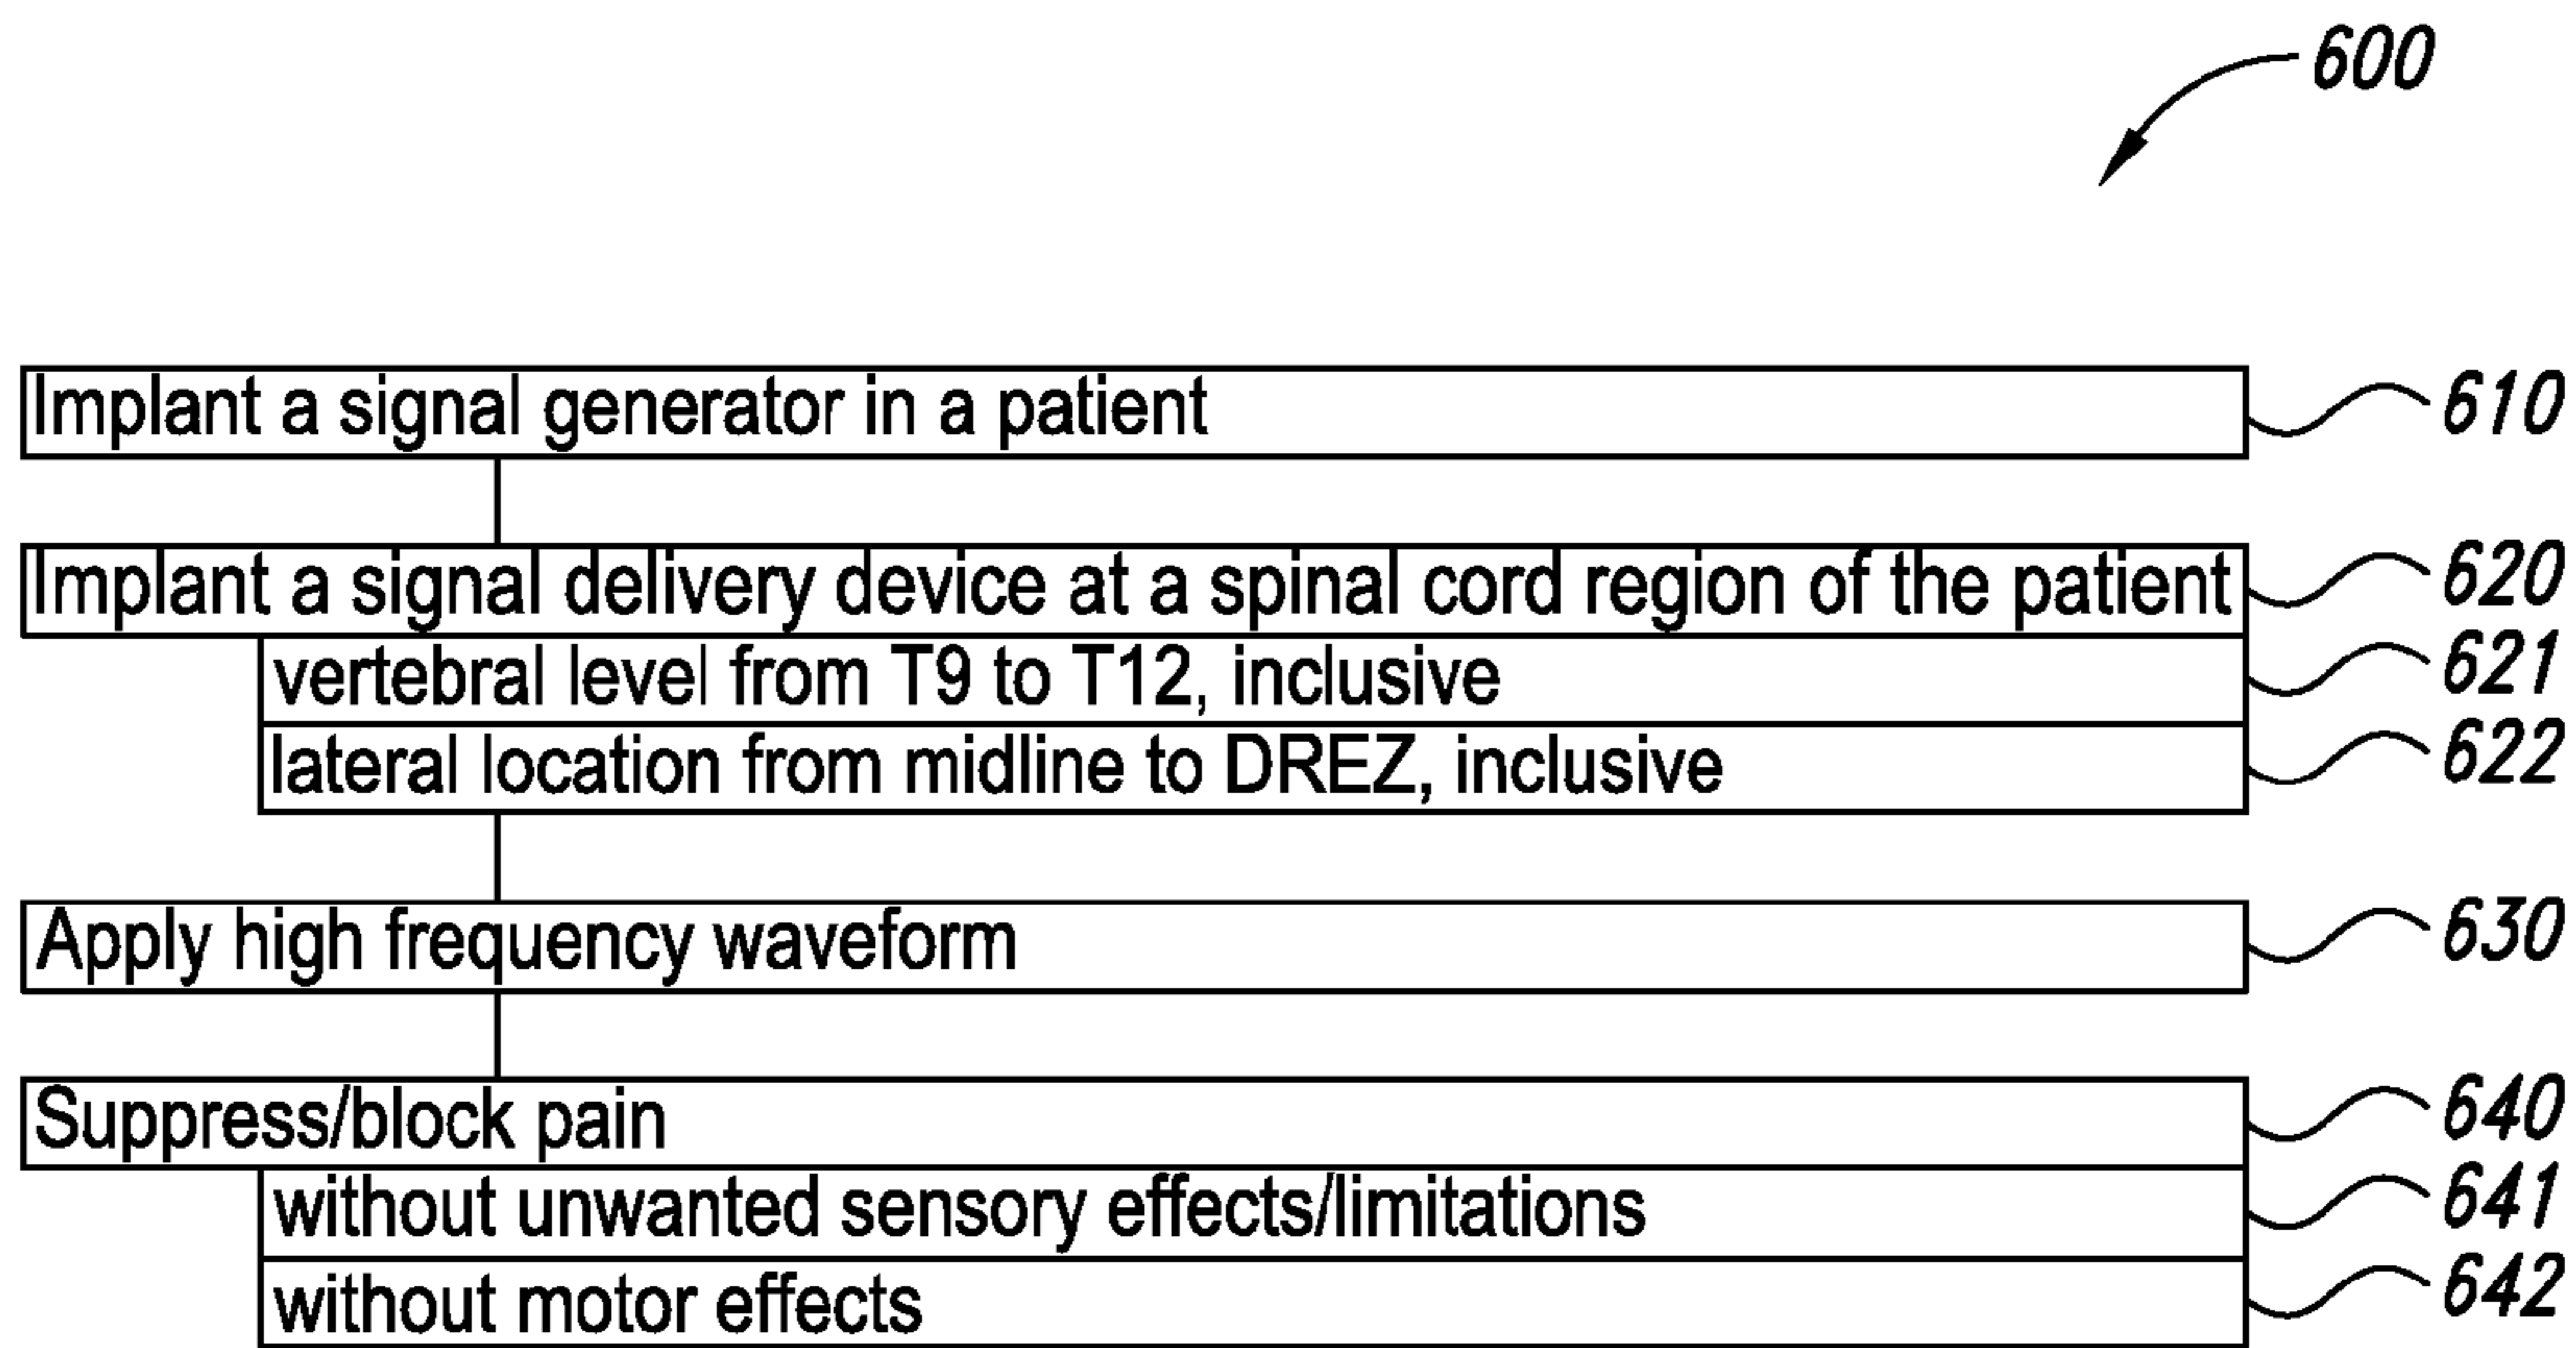 600
Implant a signal generator in a patient 610
Implant a signal delivery device at a spinal cord region of the patient 620
vertebral level from T9 to T12, inclusive 621
lateral location from midline to DREZ, inclusive 622
Apply high frequency waveform 630
Suppress/block pain 640
without unwanted sensory effects/limitations 641
without motor effects 642